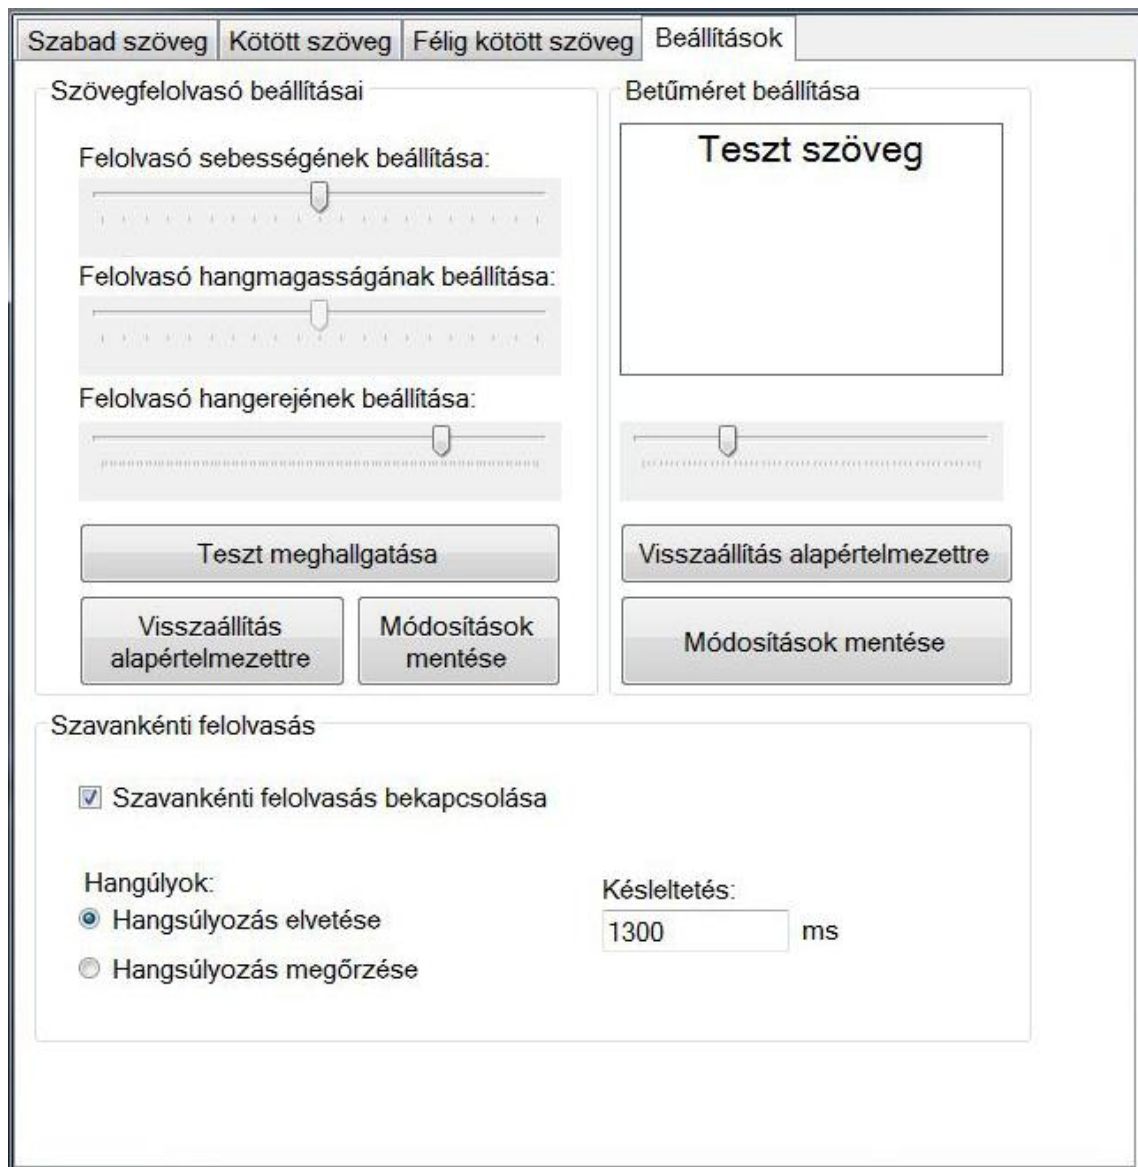 Szabad szöveg Kötött szöveg Félig kötött szöveg Beállítások
Szövegfelolvasó beállításai
Felolvasó sebességének beállítása:
Felolvasó hangmagasságának beállítása:
Felolvasó hangerejének beállítása:
Teszt meghallgatása
Visszaállítás
alapértelmezettre
Módosítások
mentése
Betűméret beállítása
Teszt szöveg
Visszaállítás alapértelmezettre
Módosítások mentése
Szavankénti felolvasás
Szavankénti felolvasás bekapcsolása
Hangúlyok:
Hangsúlyozás elvetése
Hangsúlyozás megőrzése
Késleltetés:
1300 ms